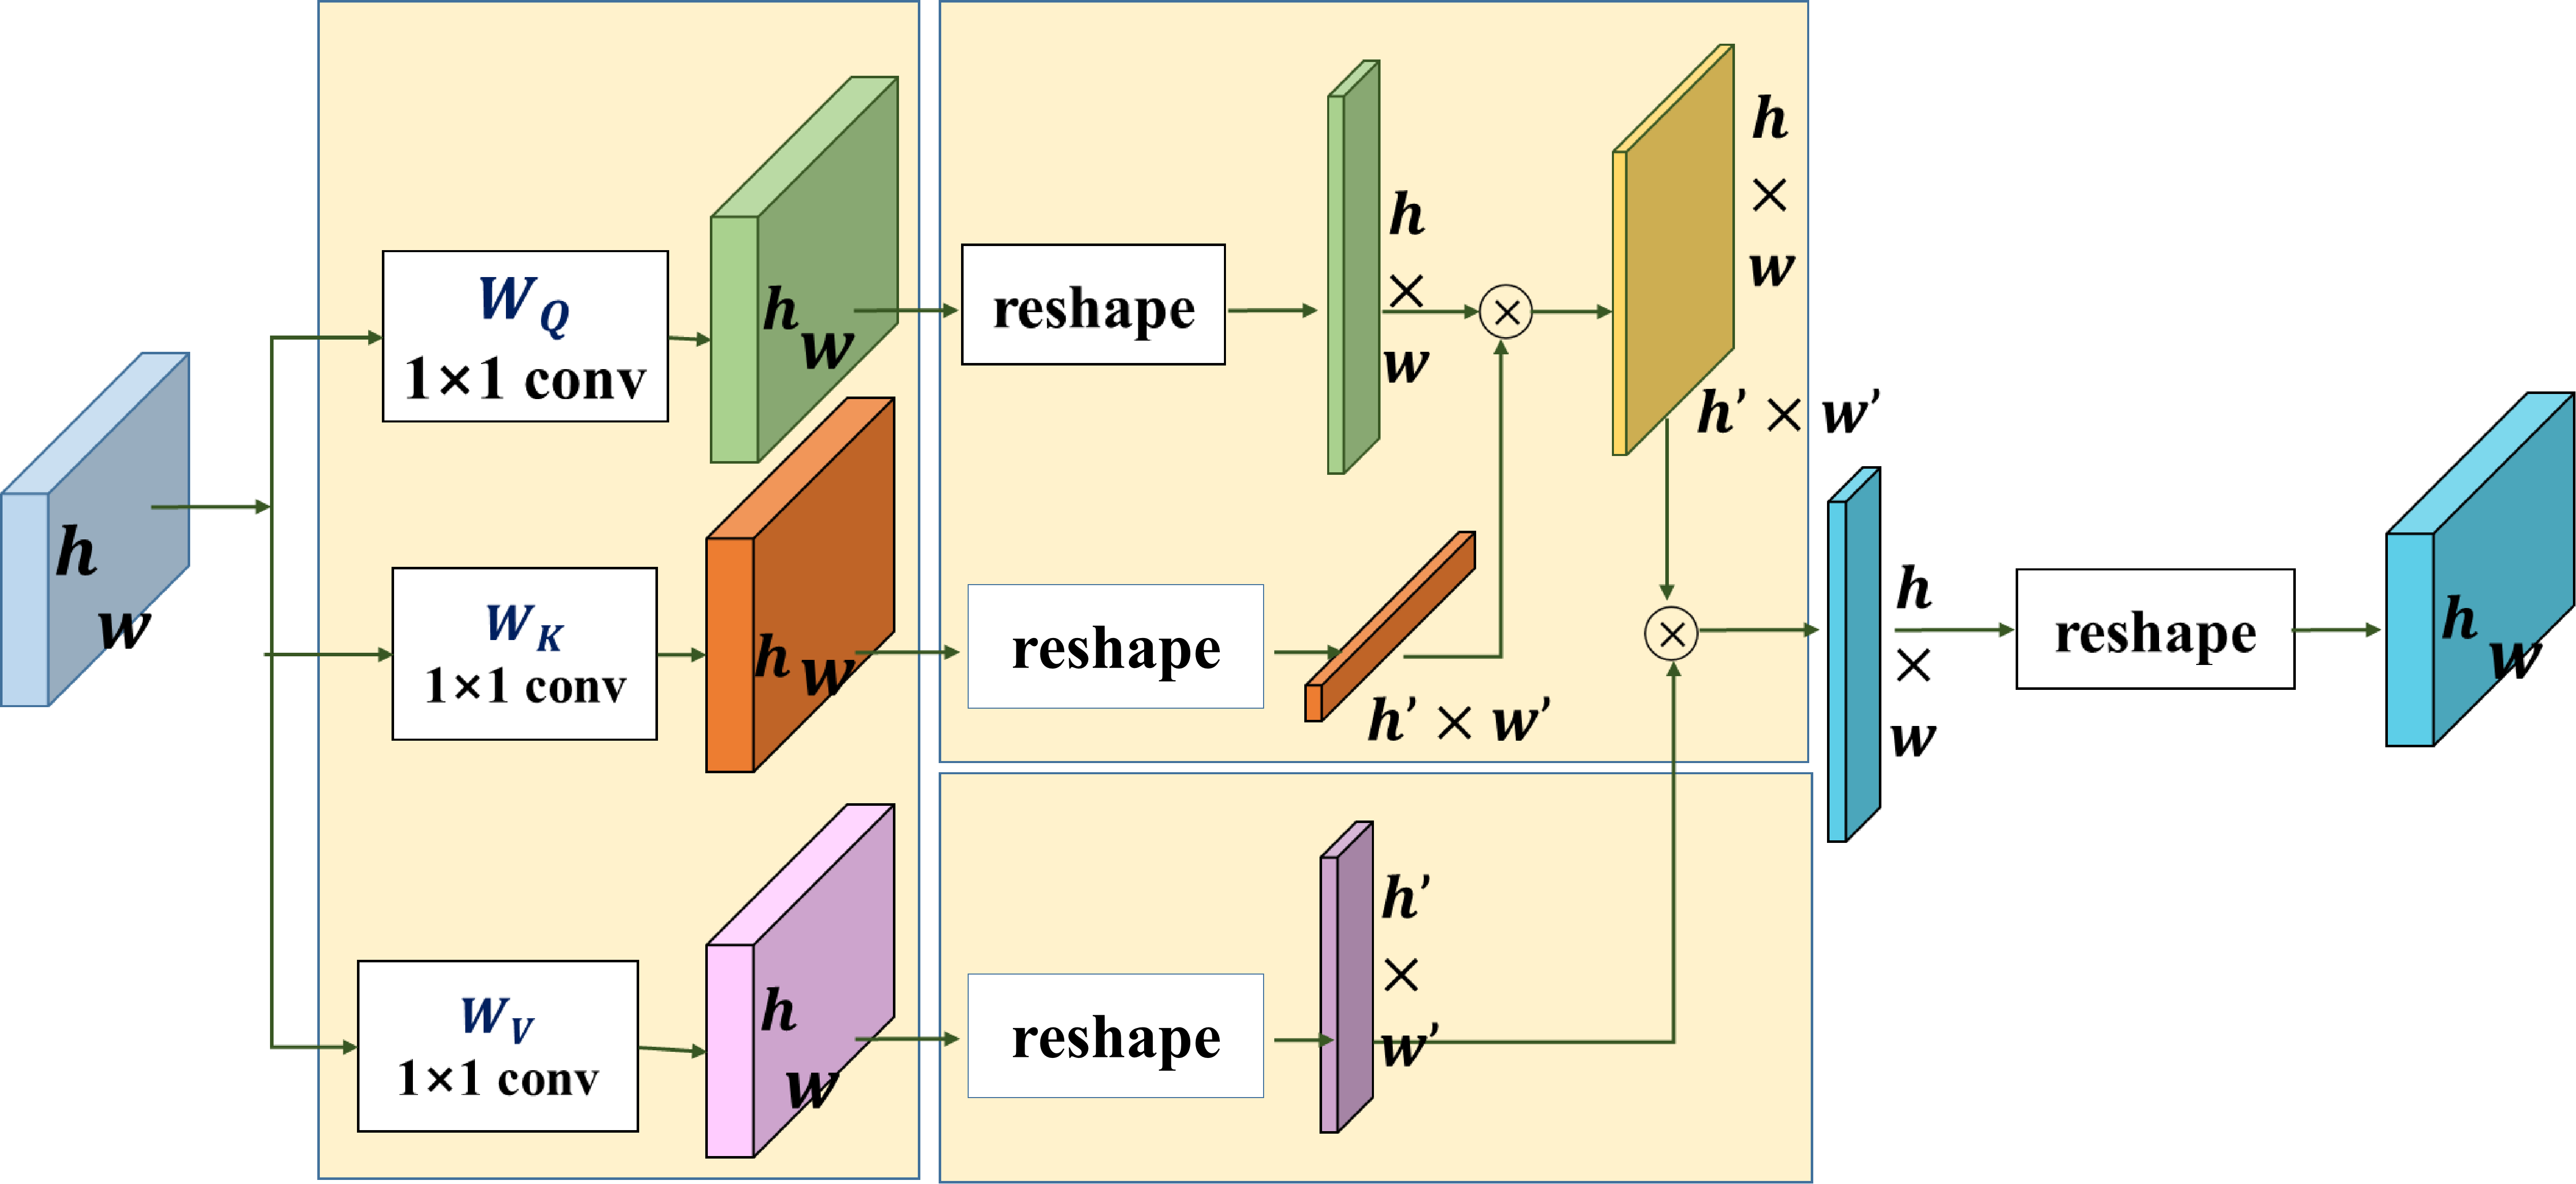 h
w
W_Q
1×1 conv
h
w
reshape
h
×
w
×
h
×
w
h' × w'
W_K
1×1 conv
h
w
reshape
h' × w'
×
h
×
w
reshape
h
w
W_V
1×1 conv
h
w
reshape
h'
×
w'